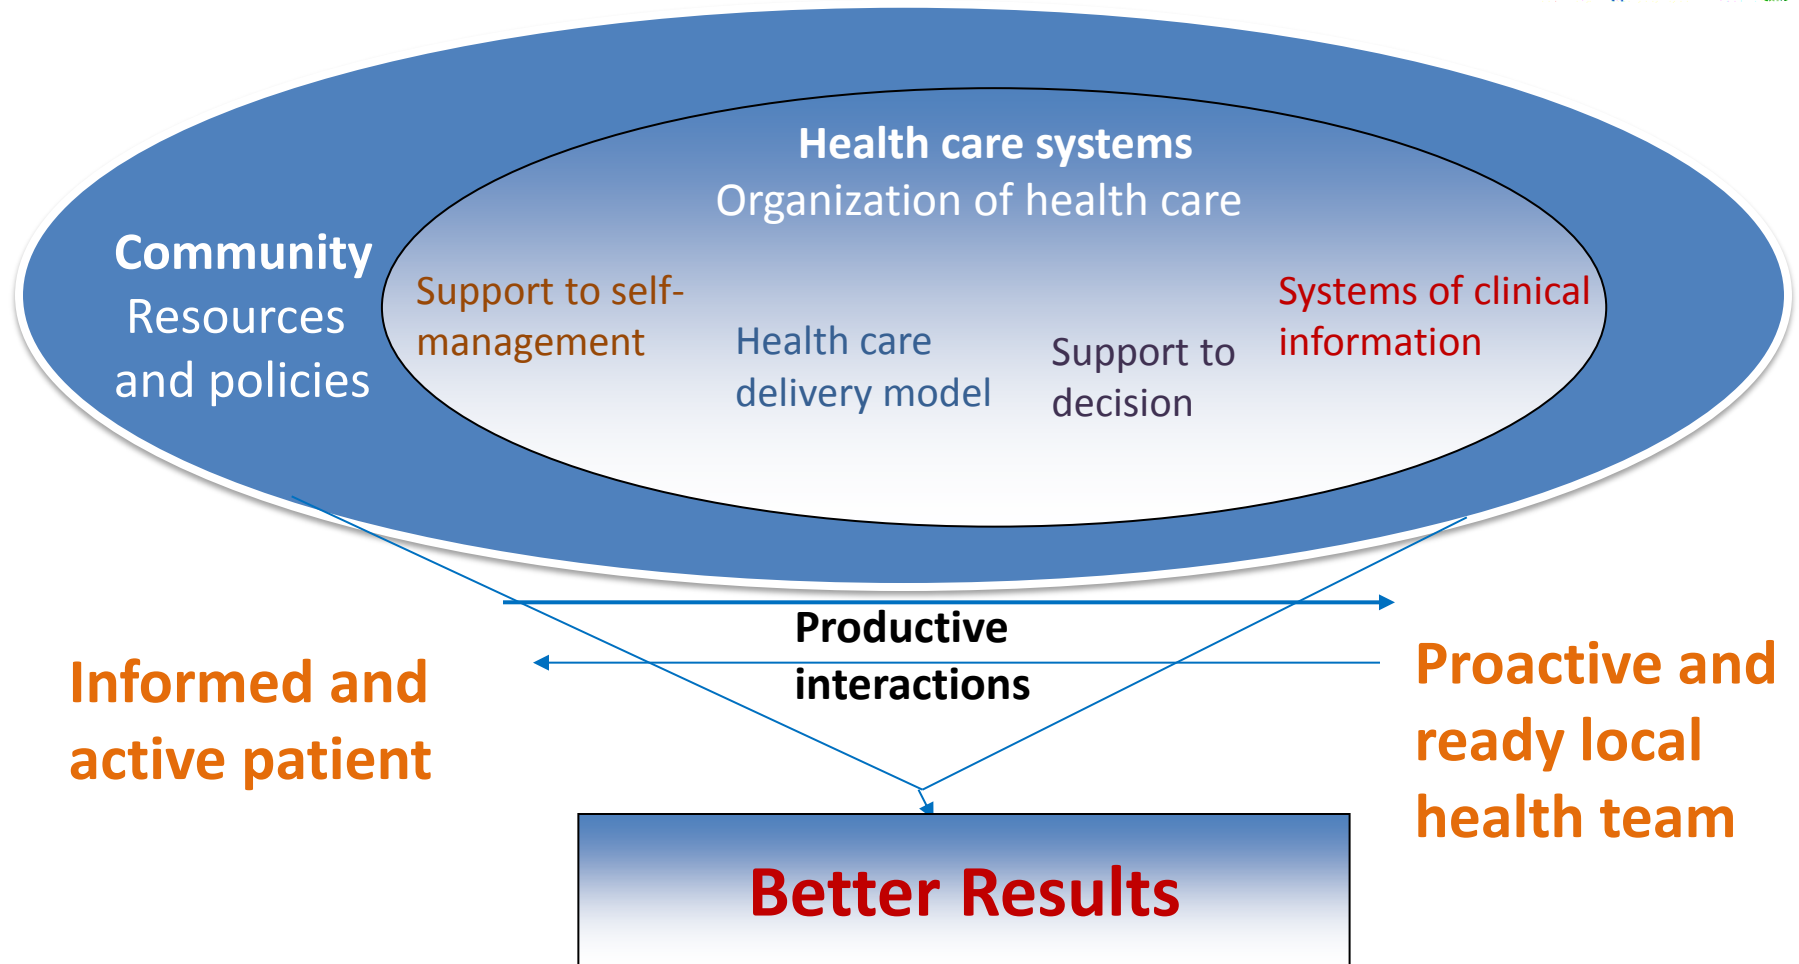 Health care systems
Organization of health care
Community
Resources
and policies
Support to self-
management
Health care
delivery model
Support to
decision
Systems of clinical
information
Productive
interactions
Informed and
active patient
Proactive and
ready local
health team
Better Results